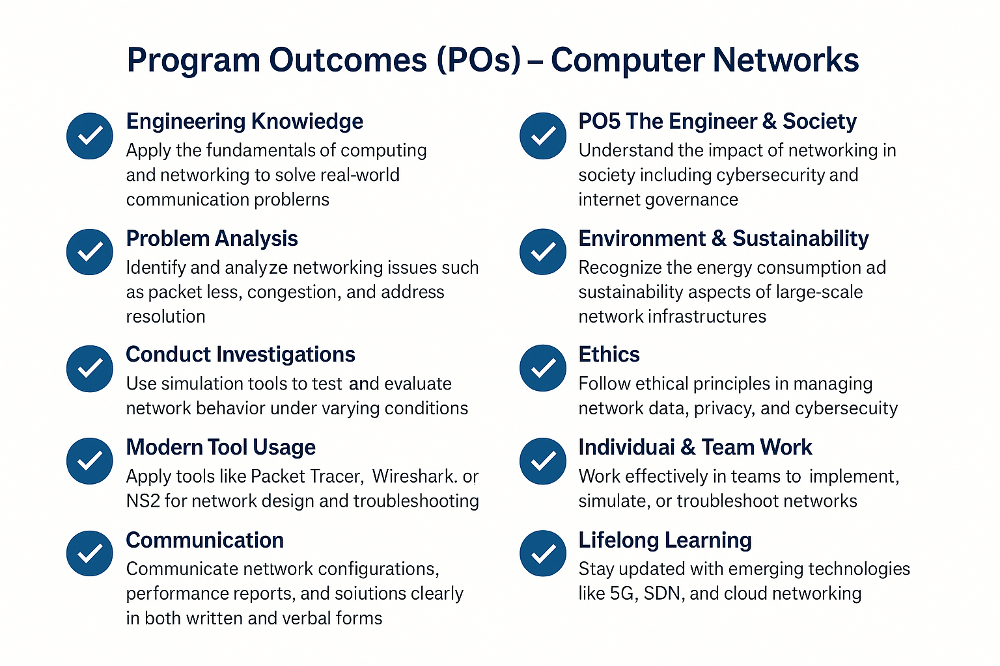 Program Outcomes (POs) – Computer Networks
Engineering Knowiedge
Apply the fundamentals of computing
and networking to solve real-world
communication problerns
Problem Analysis
Identify and analyze networking issues such
as packet less, congestion, and address
resolution
Conduct Investigations
Use simulation tools to test and evaluate
network behavior under varying conditions
Modern Tool Usage
Apply tools like Packet Tracer, Wireshark. or
NS2 for network design and troubleshooting
Communication
Communicate network configurations,
performance reports, and soiutions clearly
in both written and verbal forms
PO5 The Engineer & Society
Understand the impact of networking in
society including cybersecurity and
internet governance
Environment & Sustainability
Recognize the energy consumption ad
sustainability aspects of large-scale
network infrastructures
Ethics
Follow ethical principles in managing
network data, privacy, and cybersecuity
Individuai & Team Work
Work effectively in teams to implement,
simulate, or troubleshoot networks
Lifelong Learning
Stay updated with emerging technologies
like 5G, SDN, and cloud networking